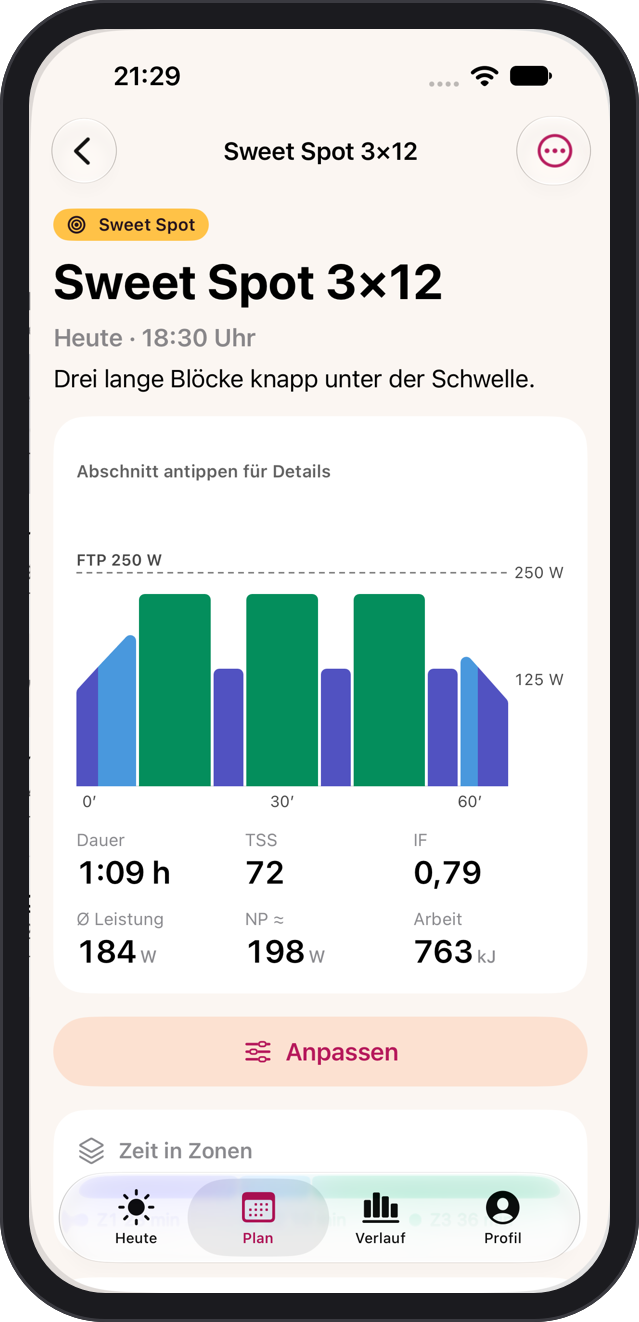 21:29
Sweet Spot 3×12
Sweet Spot
Sweet Spot 3×12
Heute · 18:30 Uhr
Drei lange Blöcke knapp unter der Schwelle.
Abschnitt antippen für Details
FTP 250 W
250 W
125 W
0′ 30′ 60′
Dauer TSS IF
1:09 h 72 0,79
Ø Leistung NP ≈ Arbeit
184 W 198 W 763 kJ
Anpassen
Zeit in Zonen
Heute Plan Verlauf Profil